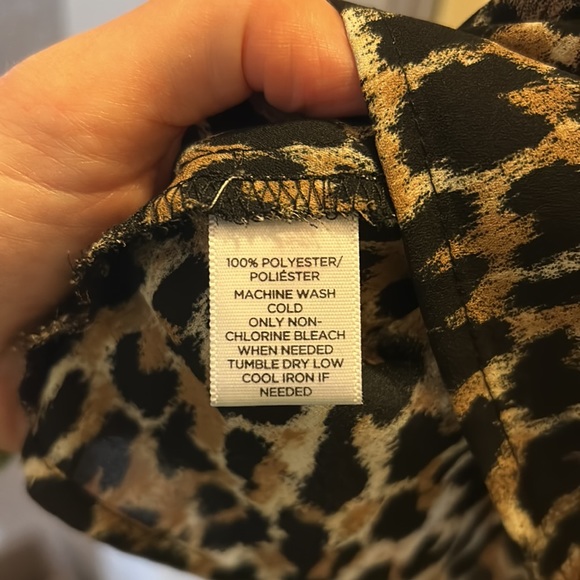 100% POLYESTER/
POLIÉSTER
MACHINE WASH
COLD
ONLY NON-
CHLORINE BLEACH
WHEN NEEDED
TUMBLE DRY LOW
COOL IRON IF
NEEDED